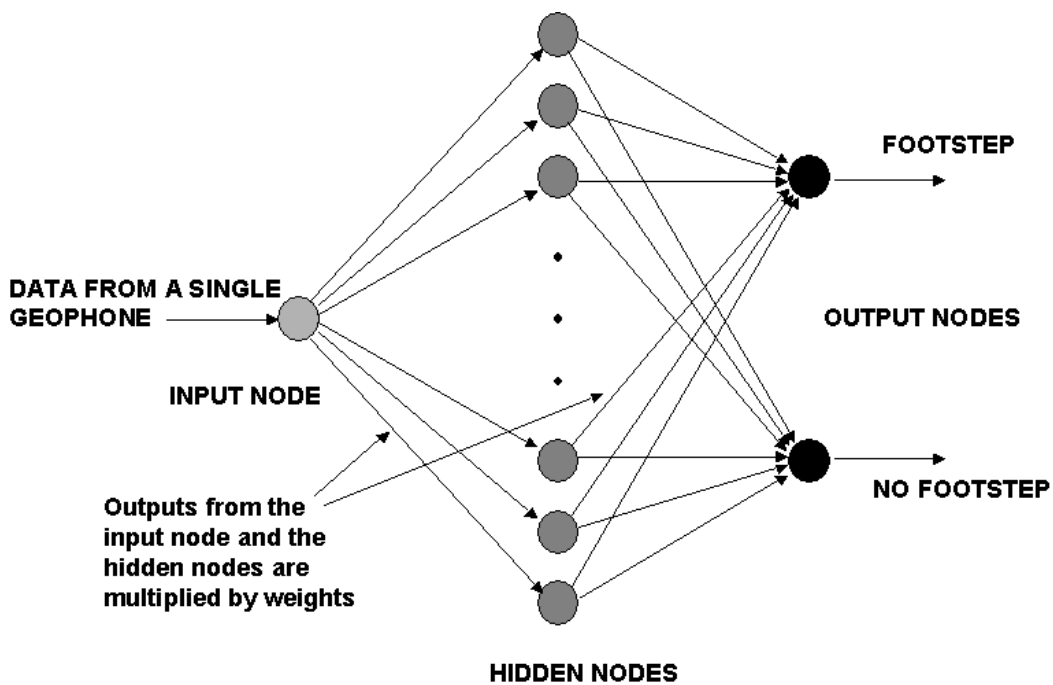 FOOTSTEP
DATA FROM A SINGLE
GEOPHONE
OUTPUT NODES
INPUT NODE
NO FOOTSTEP
Outputs from the
input node and the
hidden nodes are
multiplied by weights
HIDDEN NODES